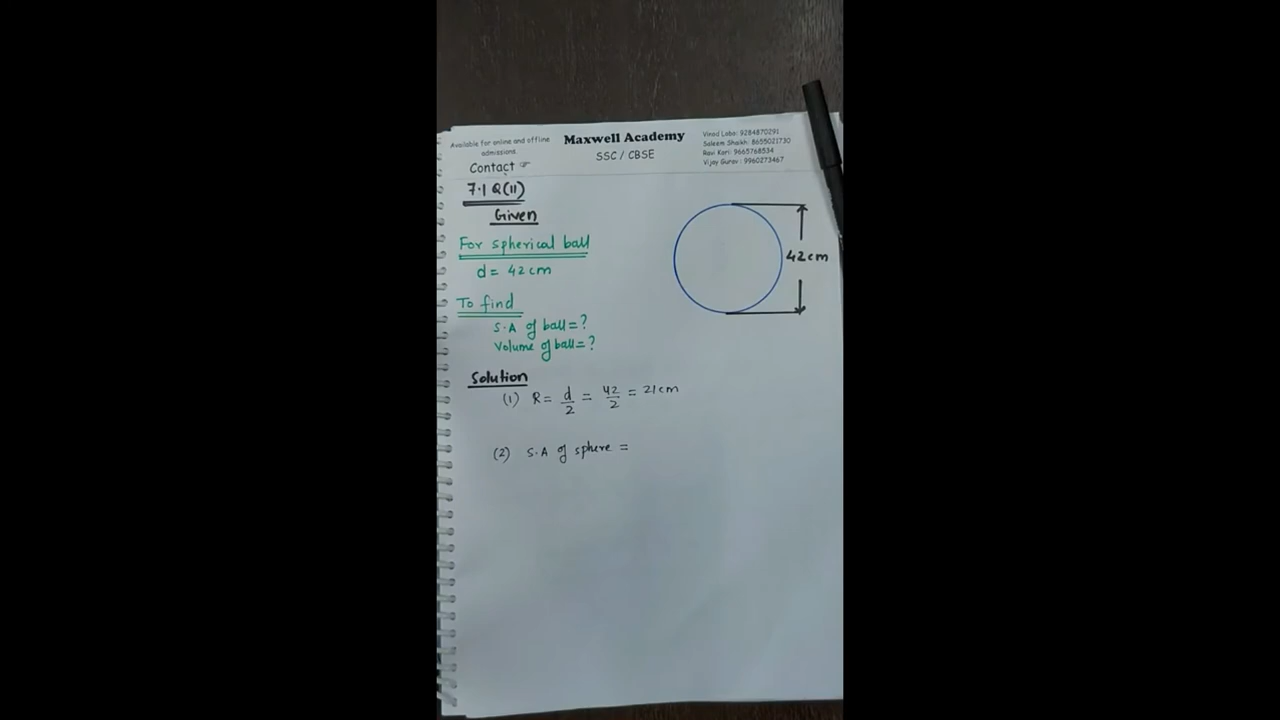 Available for online and offline
admissions.
Contact ☞
Maxwell Academy
SSC / CBSE
Vinod Lobo: 9284870291
Saleem Shaikh: 8655021730
Ravi Kori: 9665768534
Vijay Gurav: 9960273467
7.1 Q(11)
Given
For spherical ball
d = 42 cm
42 cm
To find
S.A of ball = ?
Volume of ball = ?
Solution
(1) R = d/2 = 42/2 = 21 cm
(2) S.A of sphere =